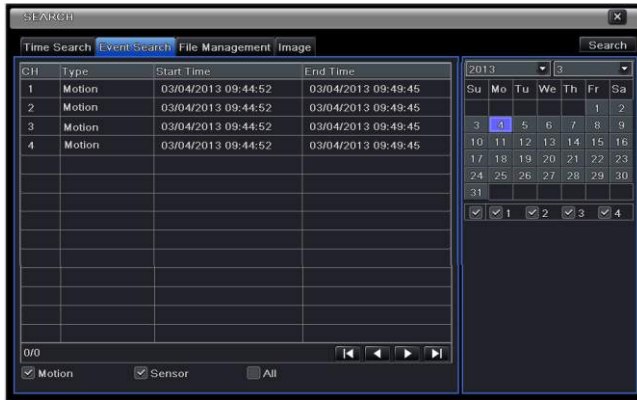 SEARCH
Time Search Event Search File Management Image Search
CH Type Start Time End Time
1 Motion 03/04/2013 09:44:52 03/04/2013 09:49:45
2 Motion 03/04/2013 09:44:52 03/04/2013 09:49:45
3 Motion 03/04/2013 09:44:52 03/04/2013 09:49:45
4 Motion 03/04/2013 09:44:52 03/04/2013 09:49:45
0/0
Motion Sensor All
2013 3
Su Mo Tu We Th Fr Sa
1 2
3 4 5 6 7 8 9
10 11 12 13 14 15 16
17 18 19 20 21 22 23
24 25 26 27 28 29 30
31
1 2 3 4